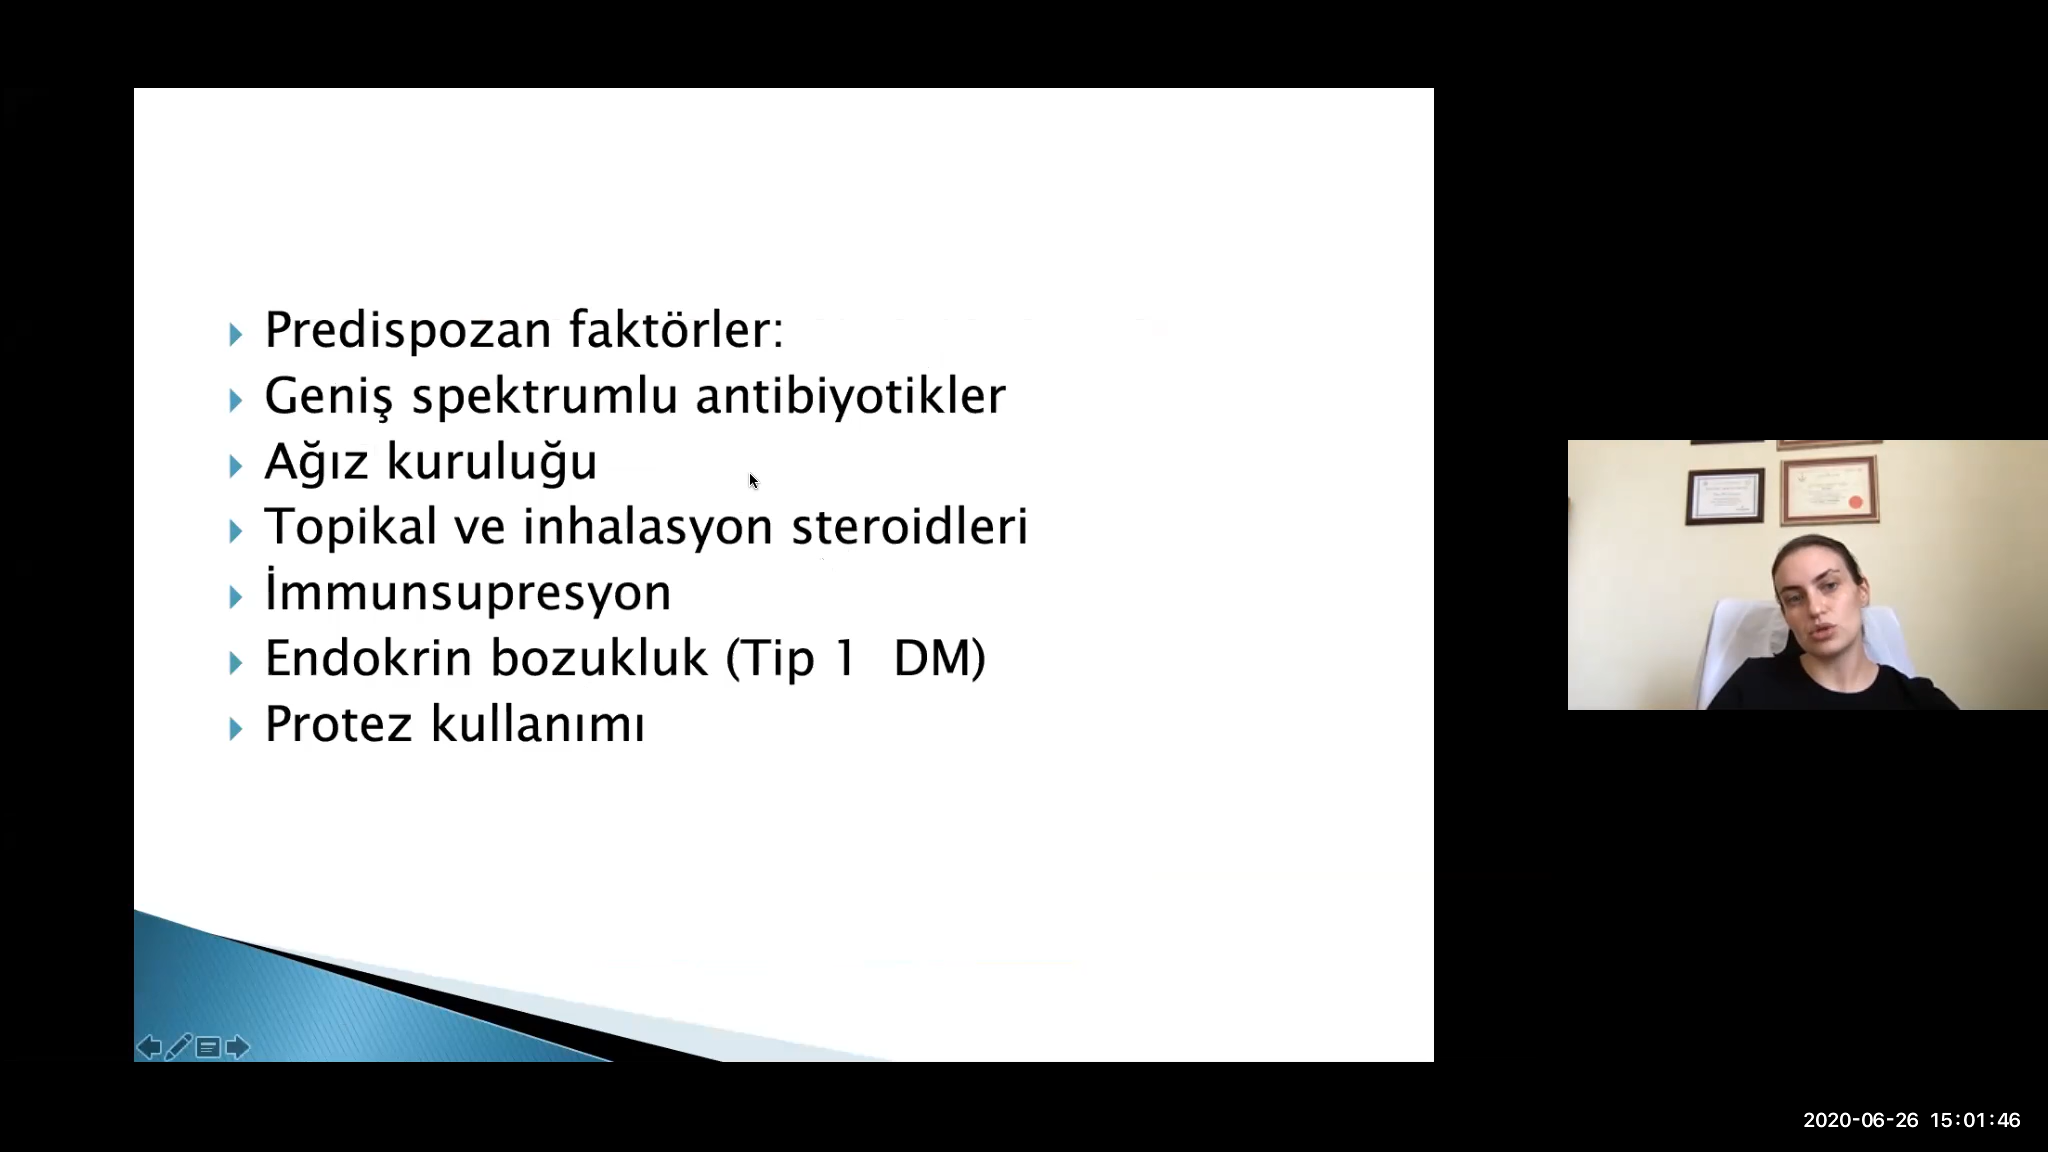 Predispozan faktörler:
Geniş spektrumlu antibiyotikler
Ağız kuruluğu
Topikal ve inhalasyon steroidleri
İmmunsupresyon
Endokrin bozukluk (Tip 1  DM)
Protez kullanımı
2020-06-26 15:01:46